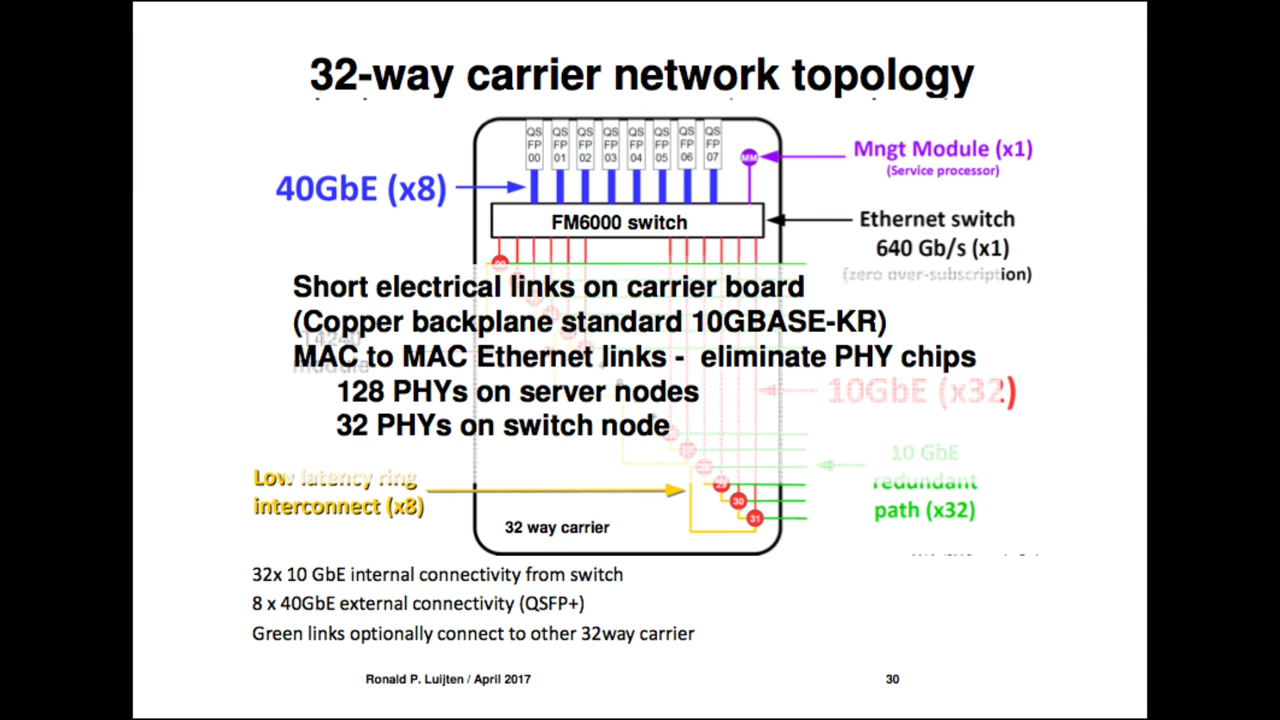 32-way carrier network topology
QS QS QS QS QS QS QS QS
FP FP FP FP FP FP FP FP
00 01 02 03 04 05 06 07
MM
Mngt Module (x1)
(Service processor)
40GbE (x8)
FM6000 switch
Ethernet switch
640 Gb/s (x1)
(zero over-subscription)
Short electrical links on carrier board
(Copper backplane standard 10GBASE-KR)
MAC to MAC Ethernet links - eliminate PHY chips
module
128 PHYs on server nodes
10GbE (x32)
32 PHYs on switch node
10 GbE
redundant
path (x32)
Low latency ring
interconnect (x8)
29
30
31
32 way carrier
32x 10 GbE internal connectivity from switch
8 x 40GbE external connectivity (QSFP+)
Green links optionally connect to other 32way carrier
Ronald P. Luijten / April 2017
30